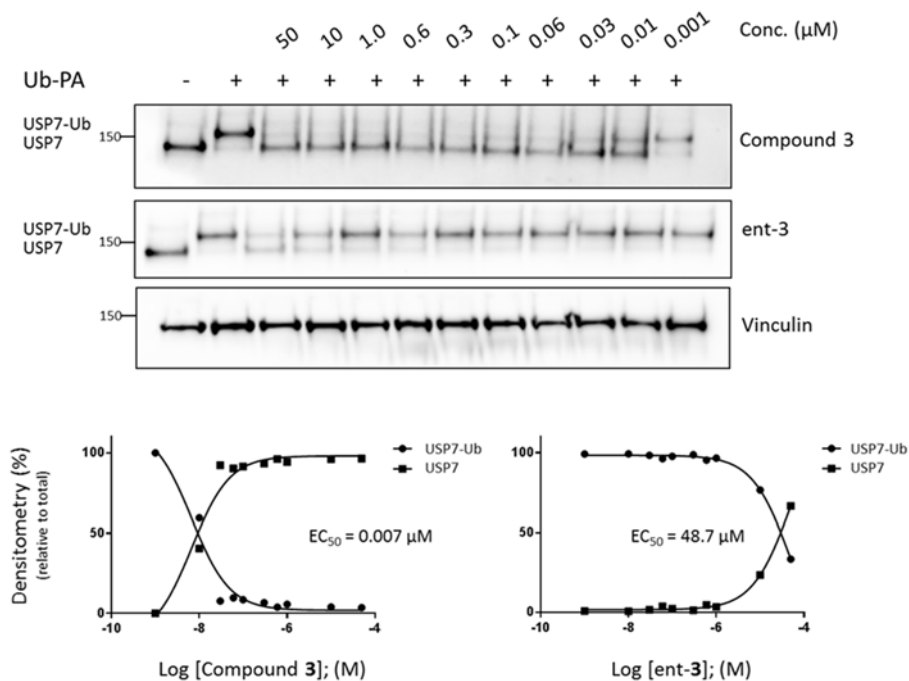 50 10 1.0 0.6 0.3 0.1 0.06 0.03 0.01 0.001 Conc. (µM)
Ub-PA - + + + + + + + + + + +
USP7-Ub
USP7
150
Compound 3
USP7-Ub
USP7
150
ent-3
150
Vinculin
Densitometry (%)
(relative to total)
100
50
0
-10 -8 -6 -4
USP7-Ub
USP7
EC50 = 0.007 µM
Log [Compound 3]; (M)
100
50
0
-10 -8 -6 -4
USP7-Ub
USP7
EC50 = 48.7 µM
Log [ent-3]; (M)